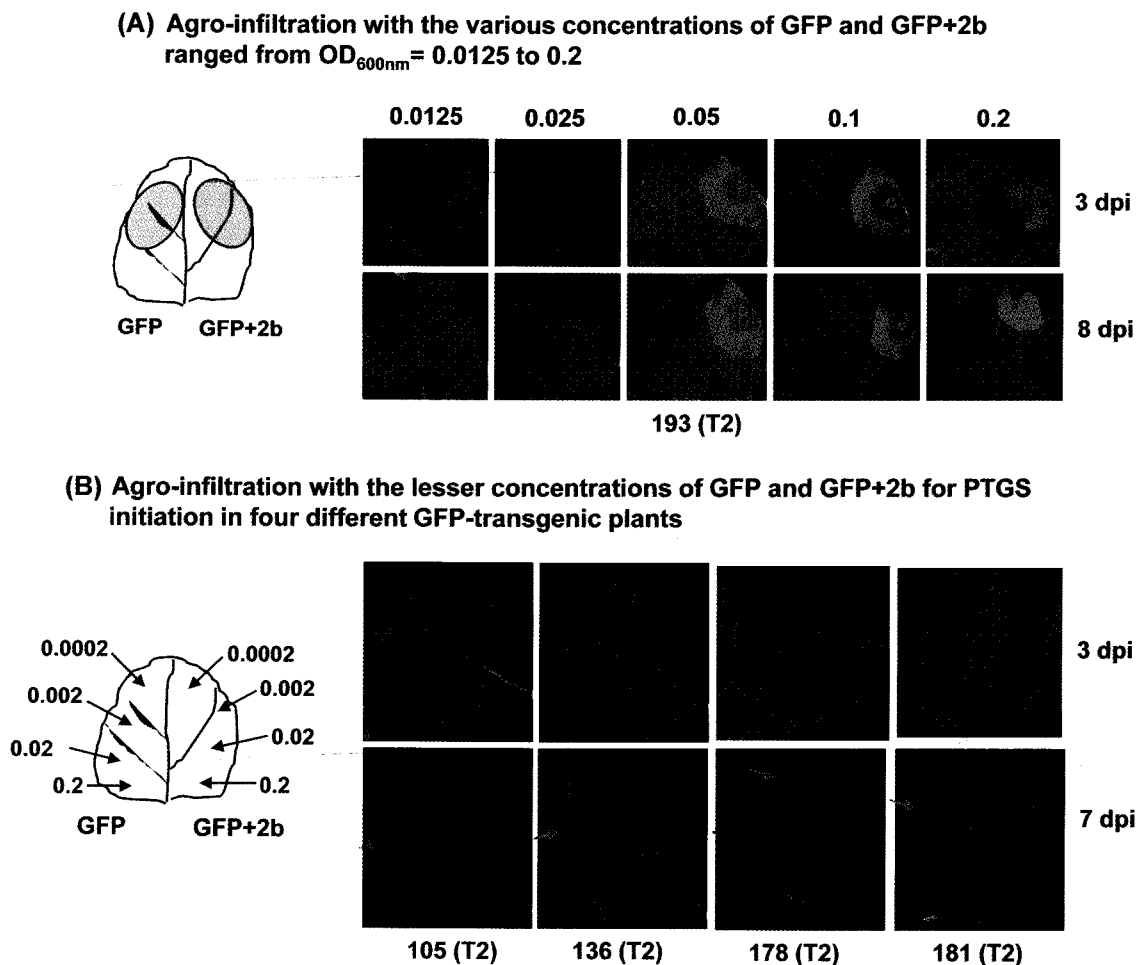 (A) Agro-infiltration with the various concentrations of GFP and GFP+2b
ranged from OD600nm= 0.0125 to 0.2
0.0125 0.025 0.05 0.1 0.2
3 dpi
8 dpi
GFP GFP+2b
193 (T2)
(B) Agro-infiltration with the lesser concentrations of GFP and GFP+2b for PTGS
initiation in four different GFP-transgenic plants
0.0002 0.0002
0.002 0.002
0.02 0.02
0.2 0.2
GFP GFP+2b
3 dpi
7 dpi
105 (T2) 136 (T2) 178 (T2) 181 (T2)